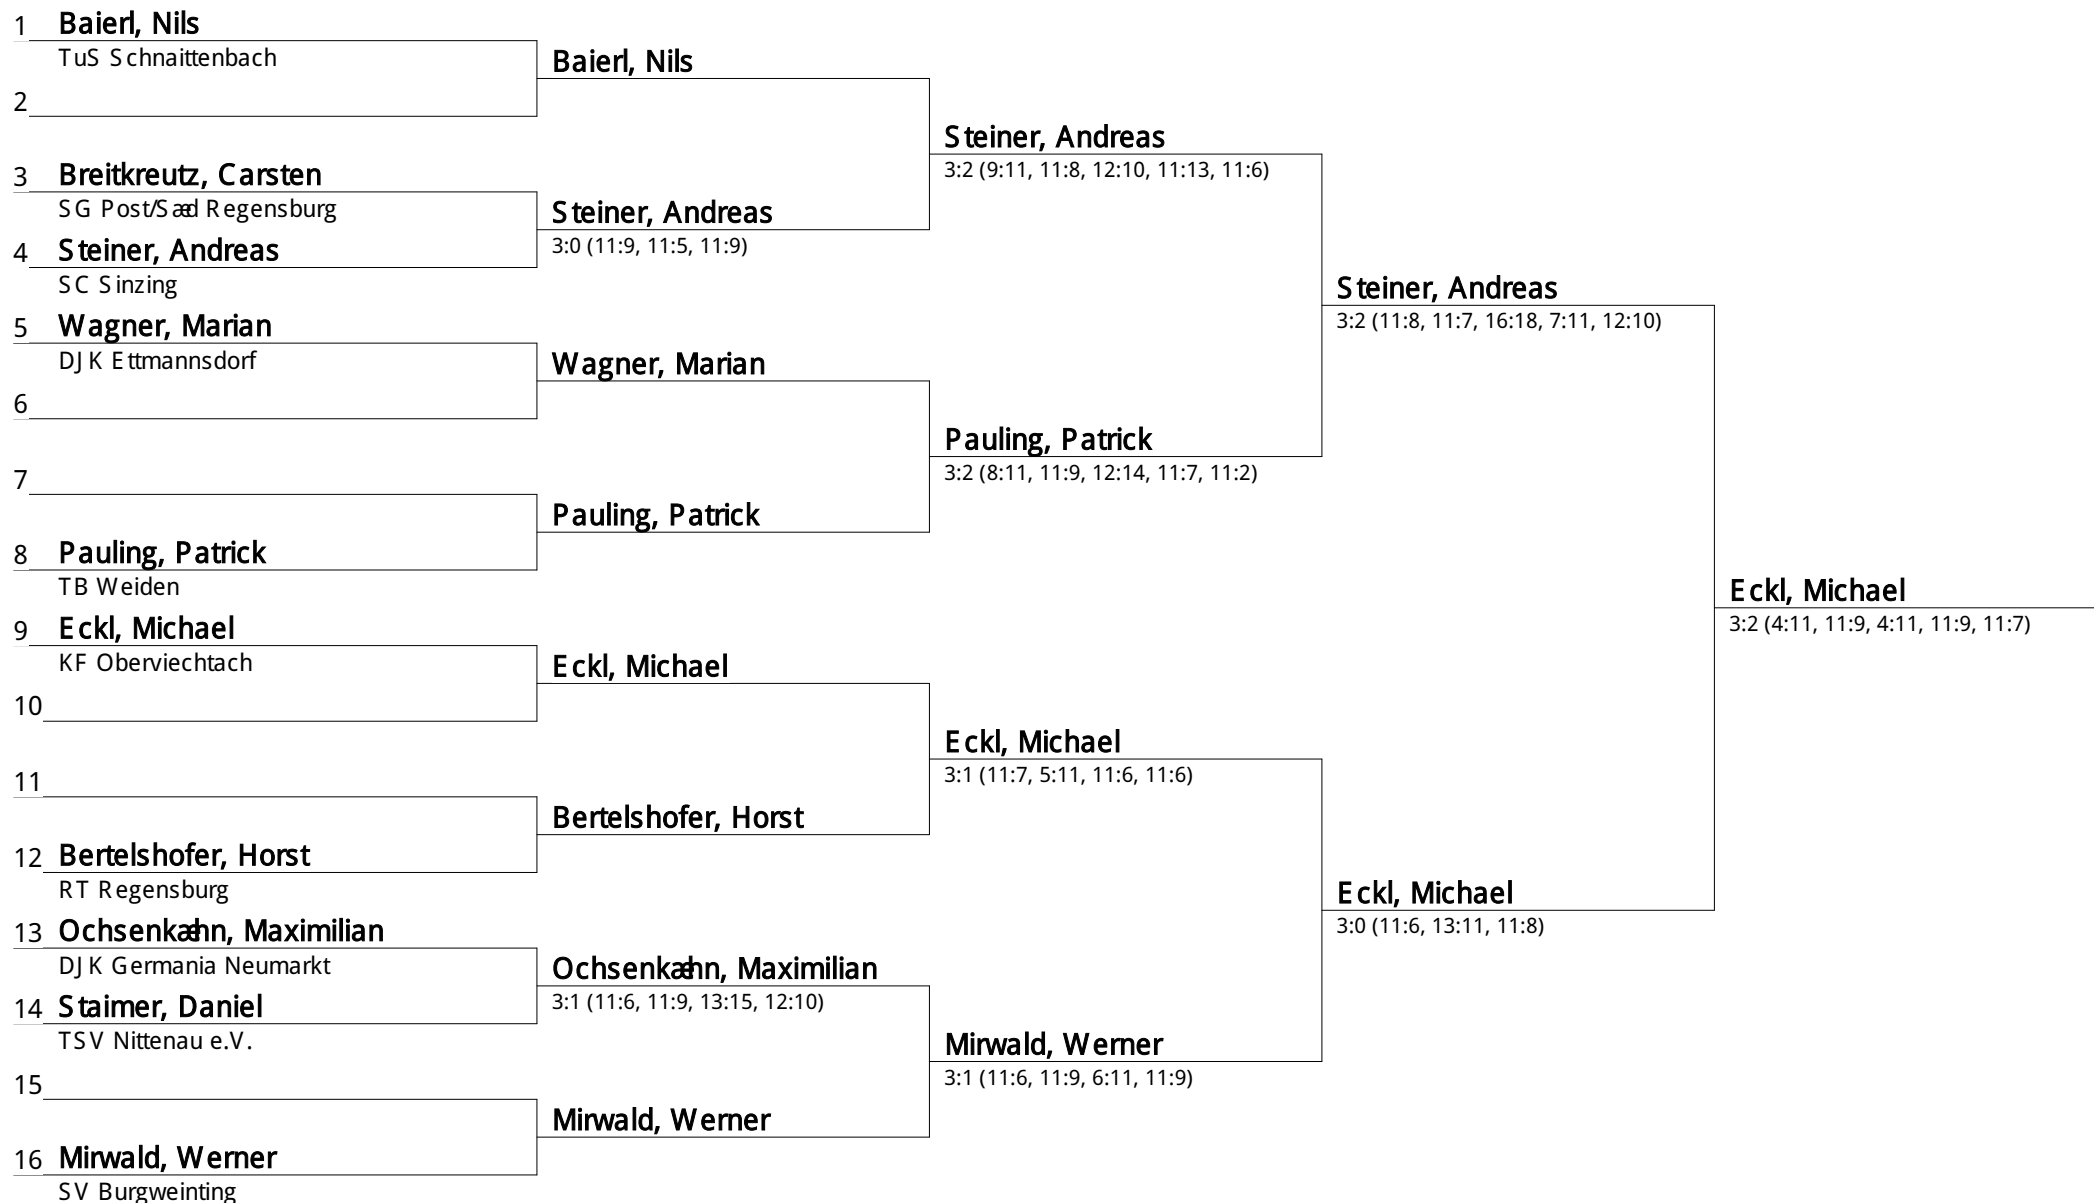 1 Baierl, Nils
TuS Schnaittenbach
Baierl, Nils
2
Steiner, Andreas
3:2 (9:11, 11:8, 12:10, 11:13, 11:6)
3 Breitkreutz, Carsten
SG Post/Sæd Regensburg
Steiner, Andreas
3:0 (11:9, 11:5, 11:9)
4 Steiner, Andreas
SC Sinzing
Steiner, Andreas
3:2 (11:8, 11:7, 16:18, 7:11, 12:10)
5 Wagner, Marian
DJK Ettmannsdorf
Wagner, Marian
6
Pauling, Patrick
3:2 (8:11, 11:9, 12:14, 11:7, 11:2)
7
Pauling, Patrick
8 Pauling, Patrick
TB Weiden
Eckl, Michael
3:2 (4:11, 11:9, 4:11, 11:9, 11:7)
9 Eckl, Michael
KF Oberviechtach
Eckl, Michael
10
Eckl, Michael
3:1 (11:7, 5:11, 11:6, 11:6)
11
Bertelshofer, Horst
12 Bertelshofer, Horst
RT Regensburg
Eckl, Michael
3:0 (11:6, 13:11, 11:8)
13 Ochsenkæhn, Maximilian
DJK Germania Neumarkt
Ochsenkæhn, Maximilian
3:1 (11:6, 11:9, 13:15, 12:10)
14 Staimer, Daniel
TSV Nittenau e.V.
Mirwald, Werner
3:1 (11:6, 11:9, 6:11, 11:9)
15
Mirwald, Werner
16 Mirwald, Werner
SV Burgweinting